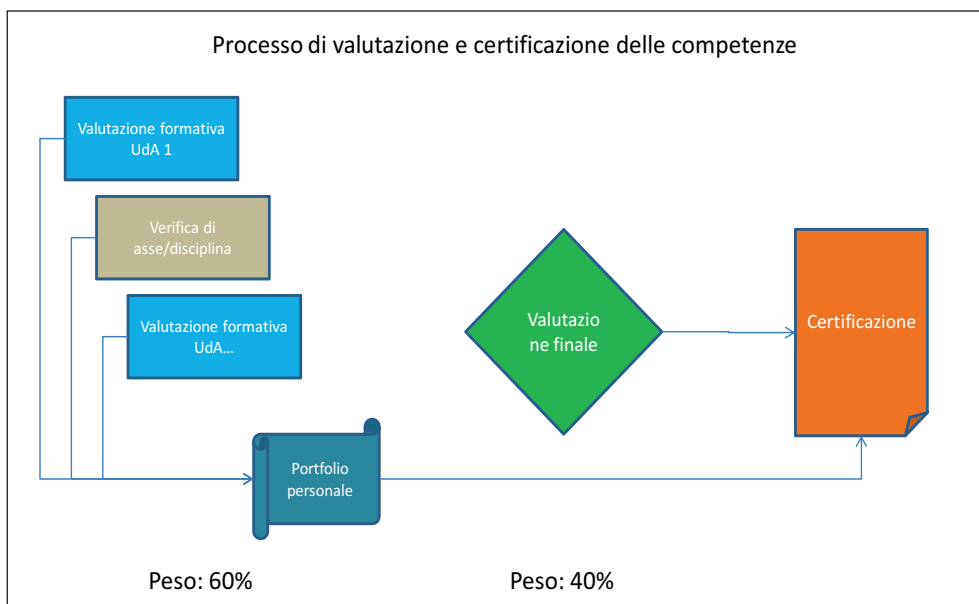 Processo di valutazione e certificazione delle competenze
Valutazione formativa
UdA 1
Verifica di
asse/disciplina
Valutazione formativa
UdA...
Valutazio
ne finale
Certificazione
Portfolio
personale
Peso: 60%
Peso: 40%